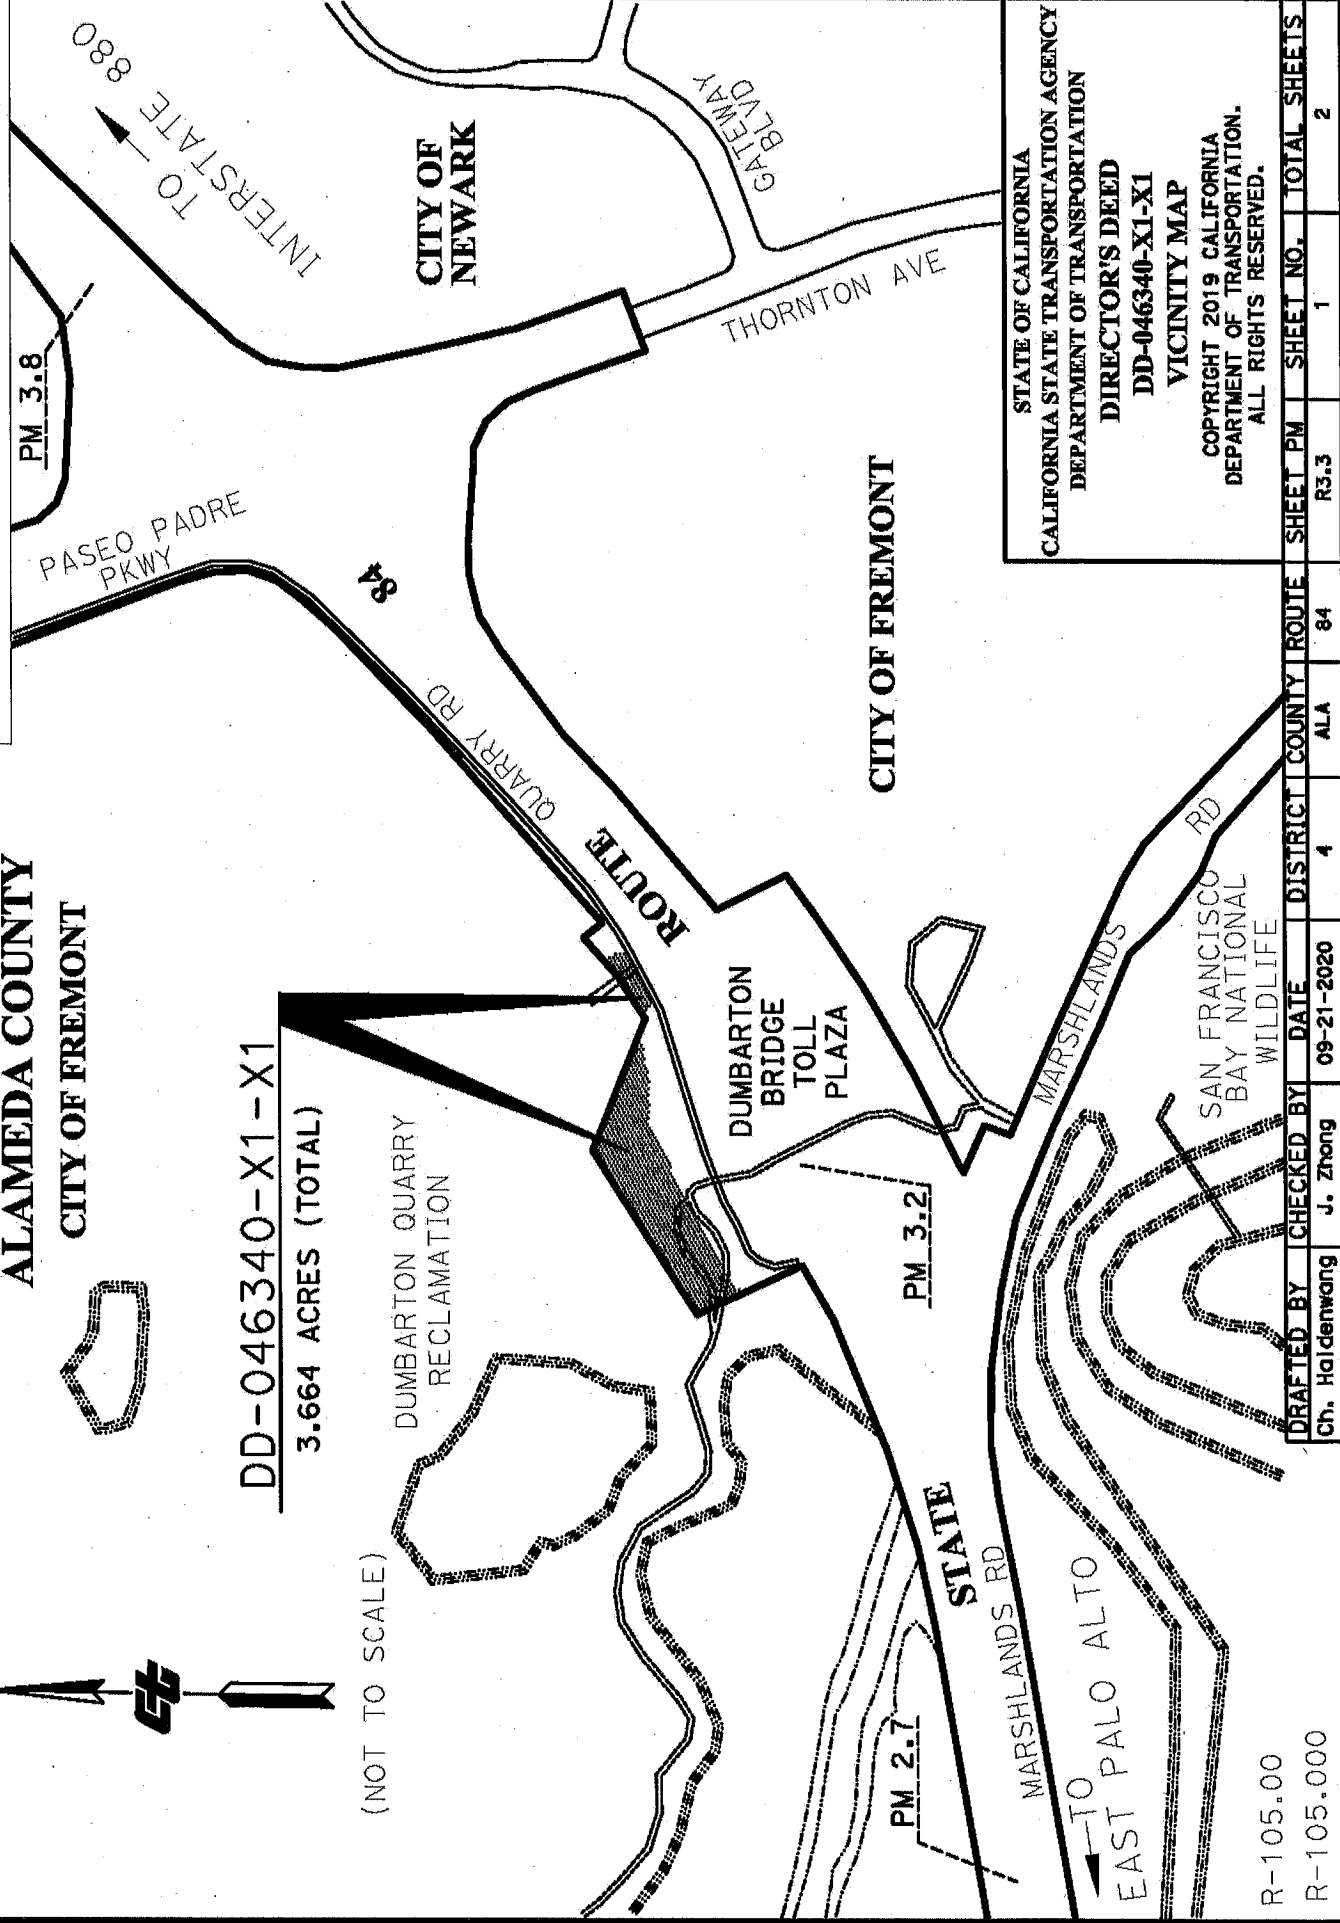 ALAMEDA COUNTY
CITY OF FREMONT
DD-046340-X1-X1
3.664 ACRES (TOTAL)
(NOT TO SCALE)
DUMBARTON QUARRY
RECLAMATION
PASEO PADRE
PKWY
PM 3.8
TO
INTERSTATE 880
CITY OF
NEWARK
84
QUARRY RD
ROUTE
GATEWAY
BLVD
THORNTON AVE
CITY OF FREMONT
DUMBARTON
BRIDGE
TOLL
PLAZA
PM 3.2
STATE
PM 2.7
MARSHLANDS RD
MARSHLANDS
RD
TO
EAST PALO ALTO
SAN FRANCISCO
BAY NATIONAL
WILDLIFE
STATE OF CALIFORNIA
CALIFORNIA STATE TRANSPORTATION AGENCY
DEPARTMENT OF TRANSPORTATION
DIRECTOR'S DEED
DD-046340-X1-X1
VICINITY MAP
COPYRIGHT 2019 CALIFORNIA
DEPARTMENT OF TRANSPORTATION.
ALL RIGHTS RESERVED.
R-105.00
R-105.000
DRAFTED BY CHECKED BY DATE DISTRICT COUNTY ROUTE SHEET PM SHEET NO. TOTAL SHEETS
Ch. Haldenwang J. Zhong 09-21-2020 4 ALA 84 R3.3 1 2